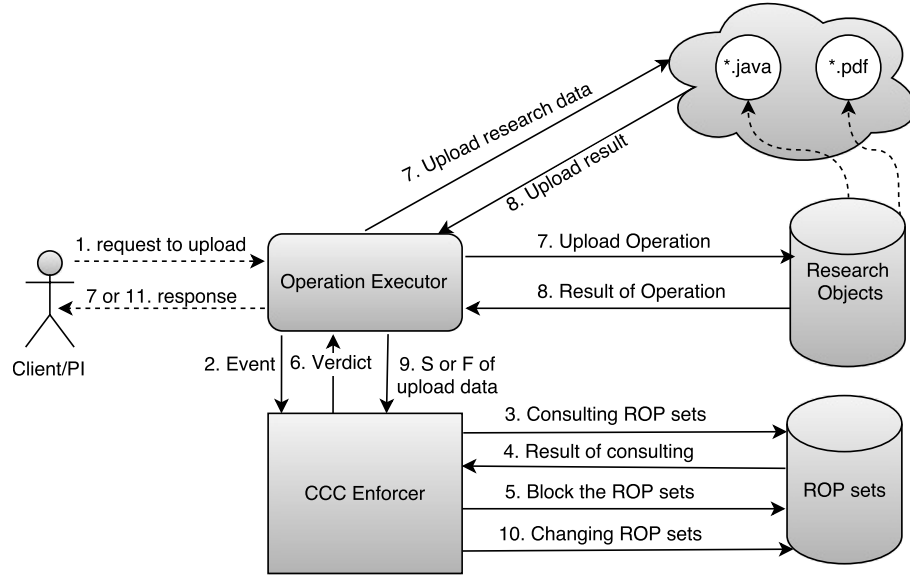 *.java
*.pdf
7. Upload research data
8. Upload result
1. request to upload
7. Upload Operation
Operation Executor
Research
Objects
7 or 11. response
8. Result of Operation
Client/PI
2. Event
6. Verdict
9. S or F of
upload data
3. Consulting ROP sets
4. Result of consulting
CCC Enforcer
5. Block the ROP sets
ROP sets
10. Changing ROP sets